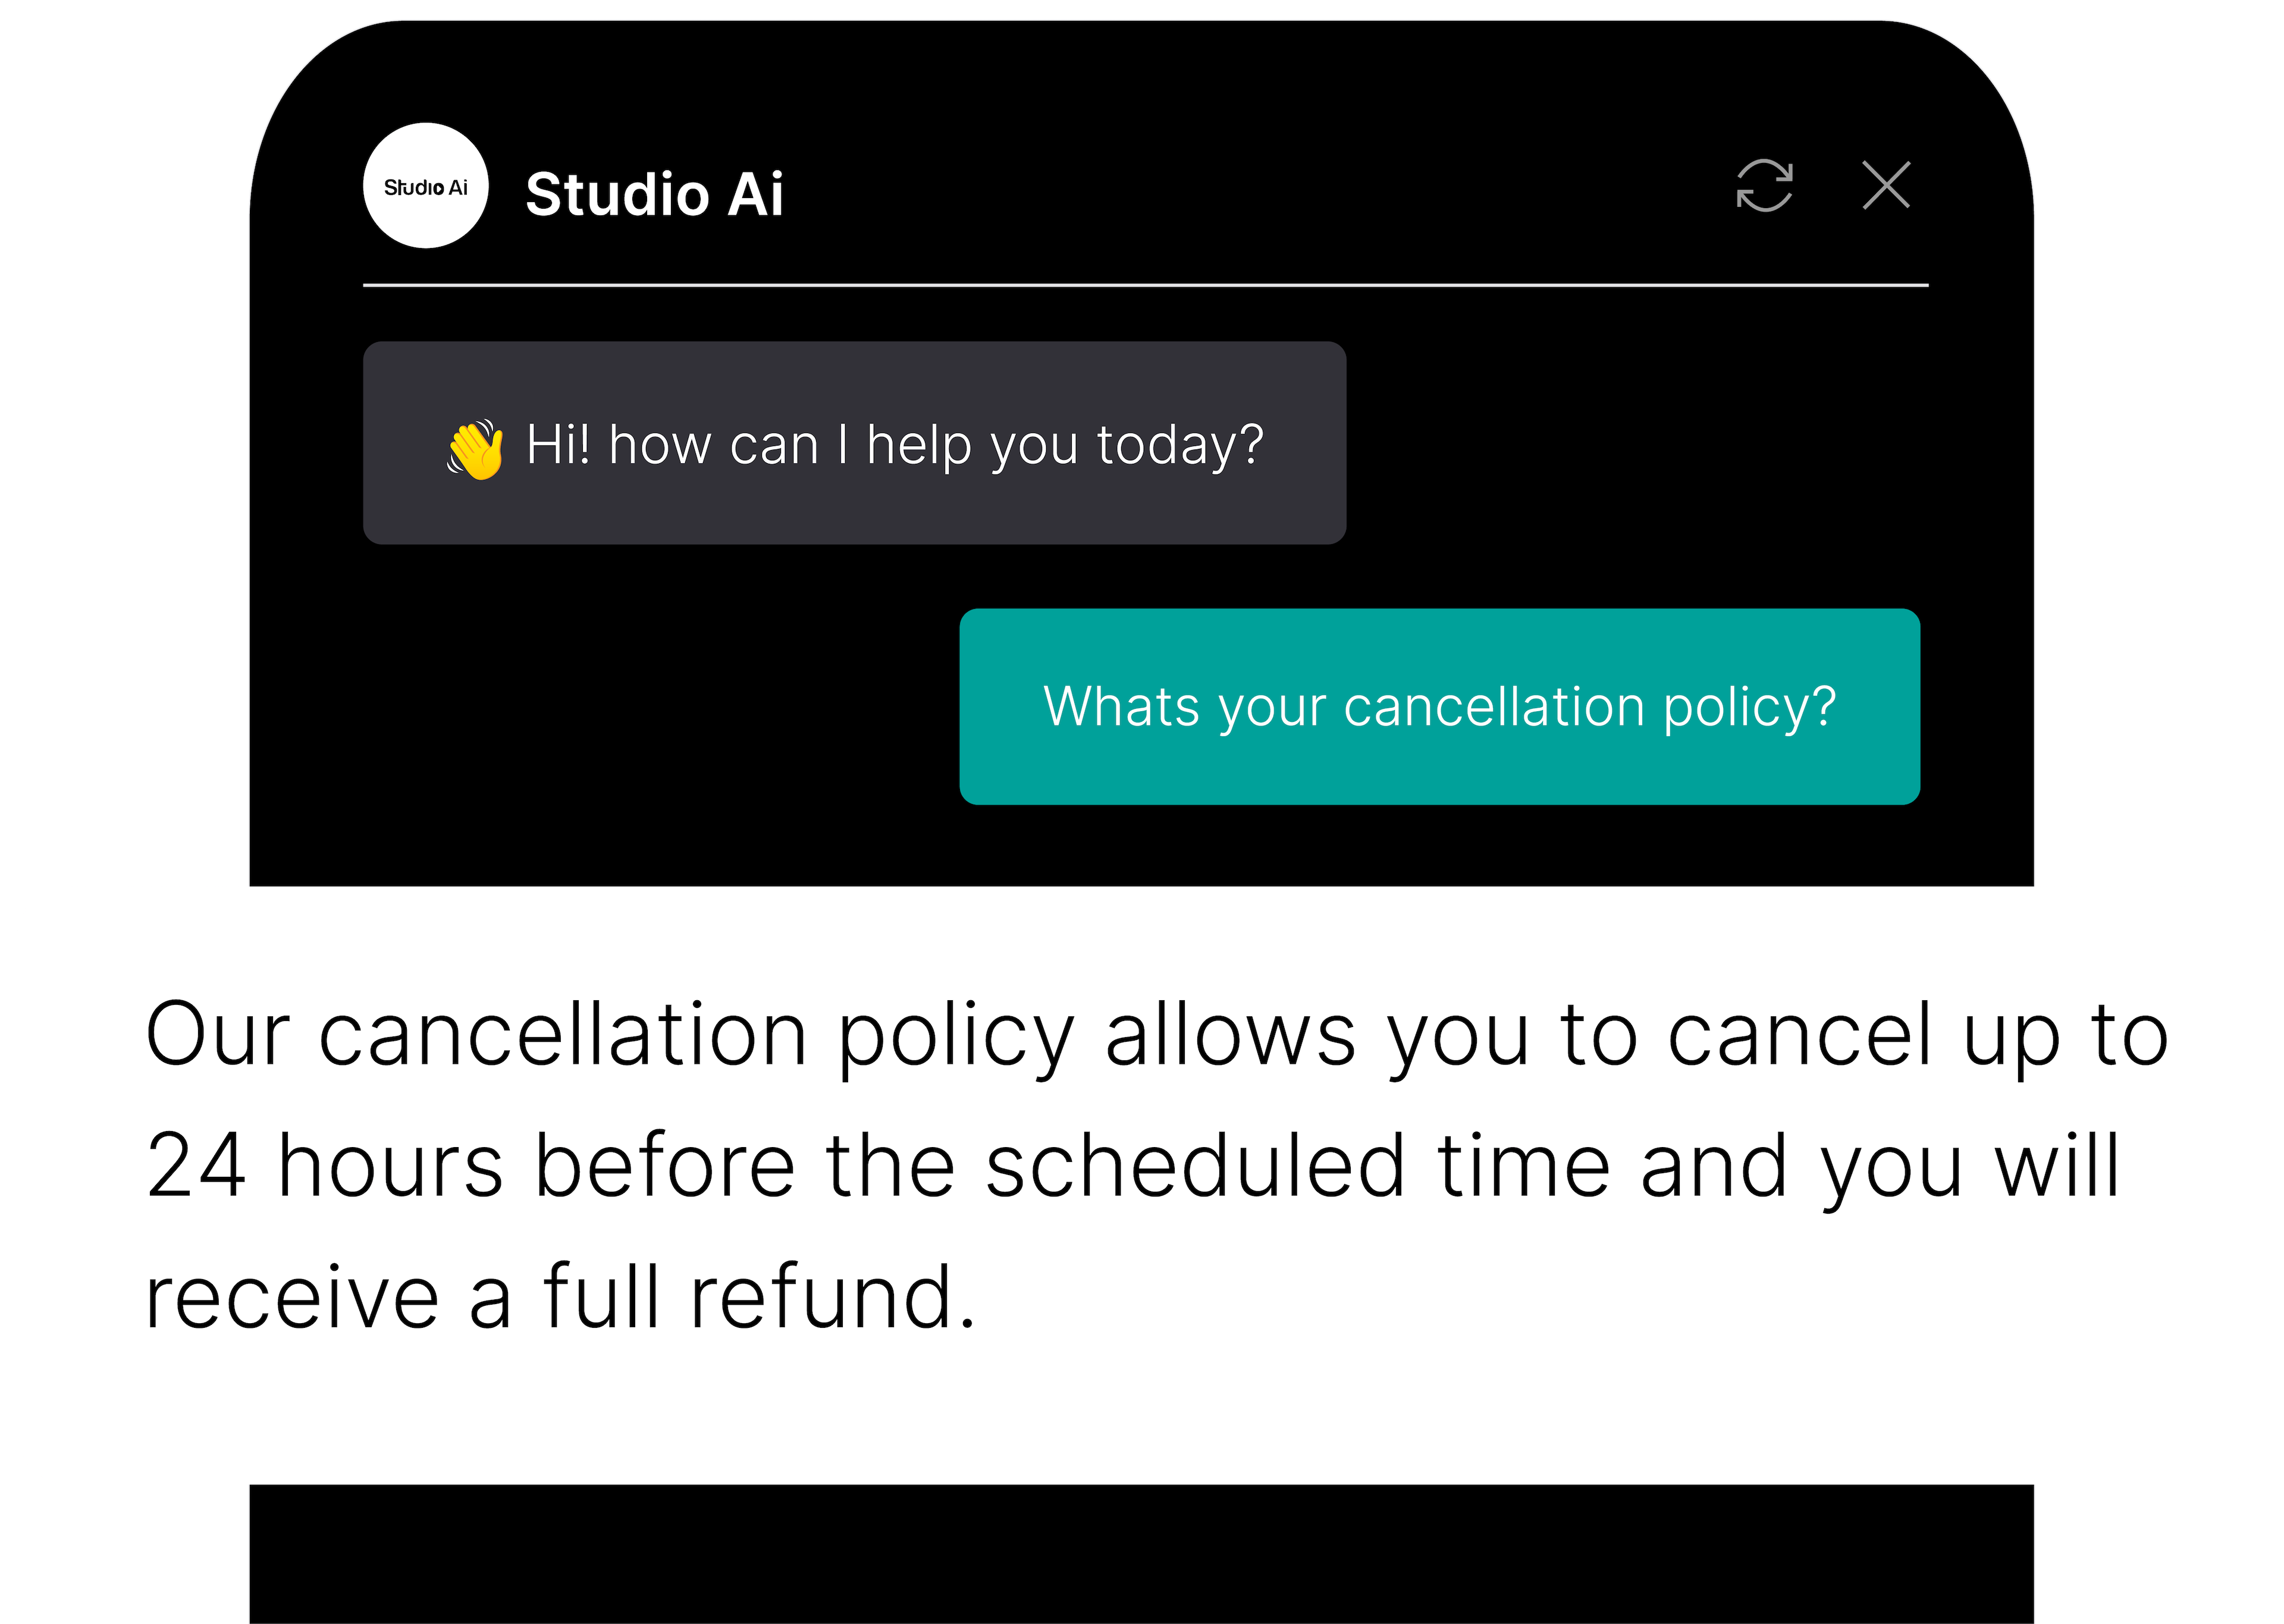 Studio Ai
Studio Ai
👋 Hi! how can I help you today?
Whats your cancellation policy?
Our cancellation policy allows you to cancel up to
24 hours before the scheduled time and you will
receive a full refund.